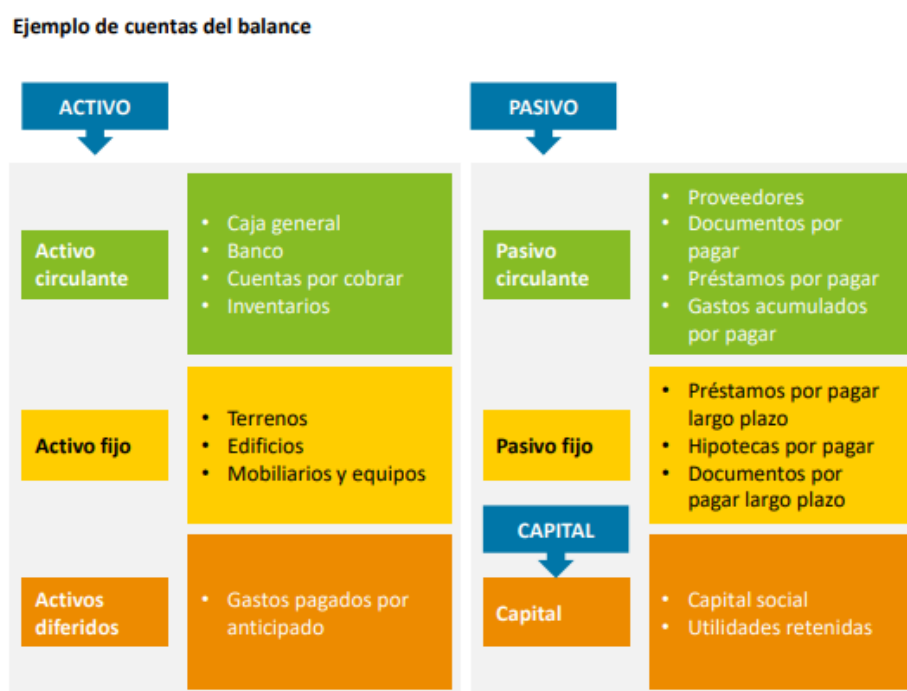 Ejemplo de cuentas del balance
ACTIVO
Activo
circulante
• Caja general
• Banco
• Cuentas por cobrar
• Inventarios
Activo fijo
• Terrenos
• Edificios
• Mobiliarios y equipos
Activos
diferidos
• Gastos pagados por
anticipado
PASIVO
Pasivo
circulante
• Proveedores
• Documentos por
pagar
• Préstamos por pagar
• Gastos acumulados
por pagar
Pasivo fijo
• Préstamos por pagar
largo plazo
• Hipotecas por pagar
• Documentos por
pagar largo plazo
CAPITAL
Capital
• Capital social
• Utilidades retenidas